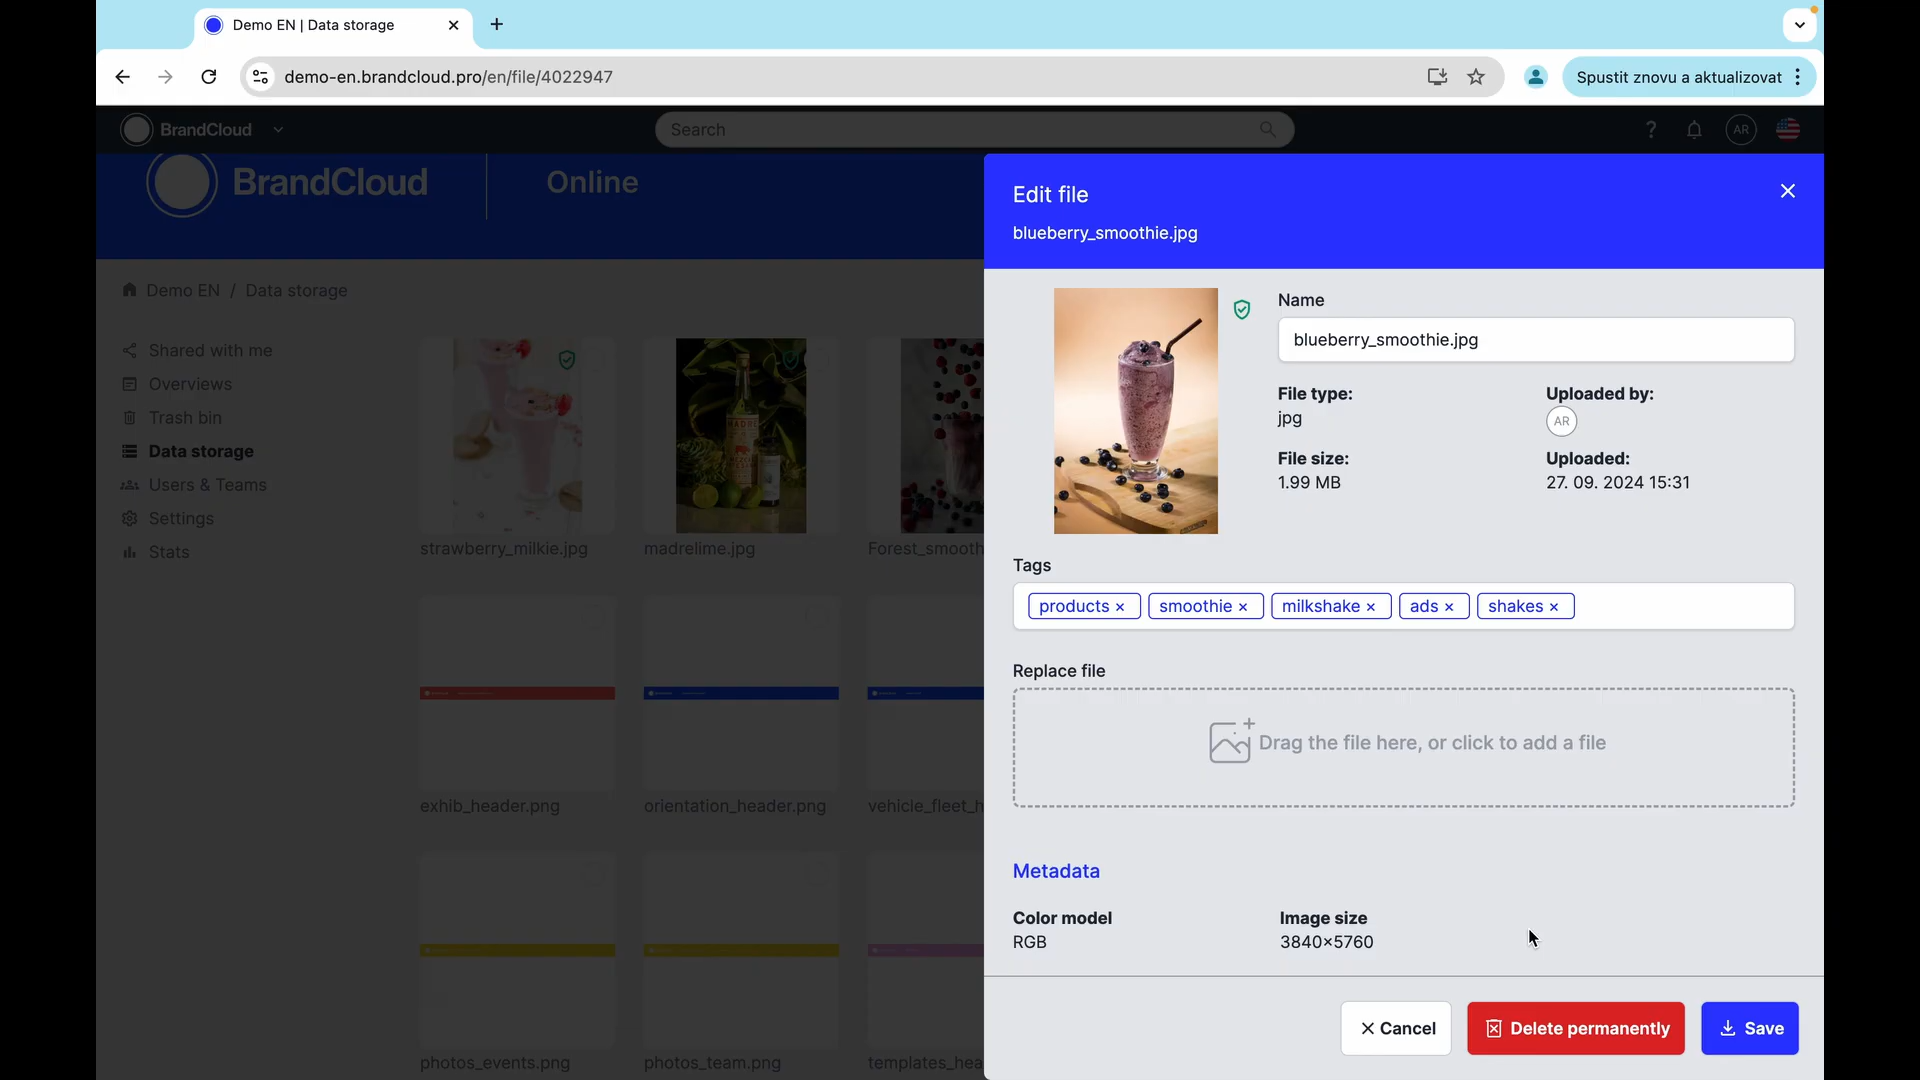 Demo EN | Data storage
demo-en.brandcloud.pro/en/file/4022947
Spustit znovu a aktualizovat
BrandCloud
Search
AR
BrandCloud
Online
Edit file
blueberry_smoothie.jpg
Demo EN / Data storage
Shared with me
Overviews
Trash bin
Data storage
Users & Teams
Settings
Stats
strawberry_milkie.jpg
madrelime.jpg
Forest_smooth
exhib_header.png
orientation_header.png
vehicle_fleet_h
photos_events.png
photos_team.png
templates_hea
Name
blueberry_smoothie.jpg
File type:
jpg
Uploaded by:
AR
File size:
1.99 MB
Uploaded:
27. 09. 2024 15:31
Tags
products × smoothie × milkshake × ads × shakes ×
Replace file
Drag the file here, or click to add a file
Metadata
Color model
RGB
Image size
3840×5760
Cancel
Delete permanently
Save